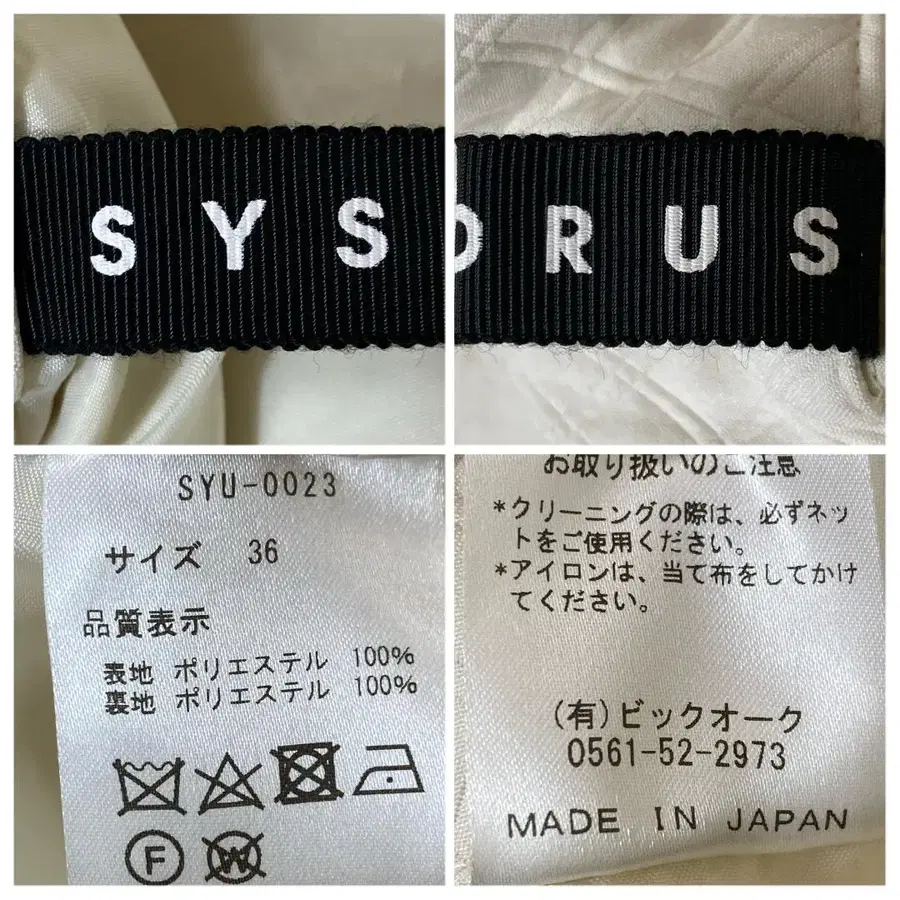 SYS
ORUS
SYU-0023
サイズ 36
品質表示
表地 ポリエステル 100%
裏地 ポリエステル 100%
F
W
お取り扱いのご注意
*クリーニングの際は、必ずネッ
トをご使用ください。
*アイロンは、当て布をしてかけ
てください。
(有)ビックオーク
0561-52-2973
MADE IN JAPAN